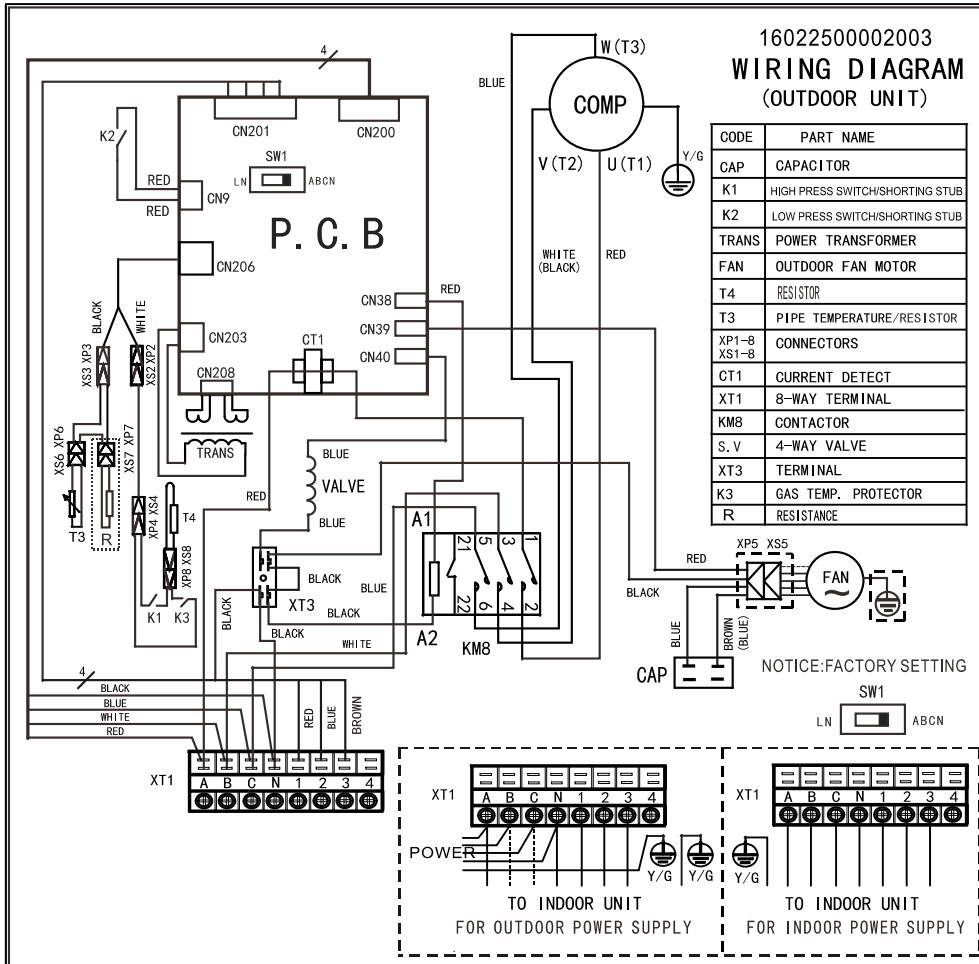 16022500002003
WIRING DIAGRAM
(OUTDOOR UNIT)
CODE PART NAME
CAP CAPACITOR
K1 HIGH PRESS SWITCH/SHORTING STUB
K2 LOW PRESS SWITCH/SHORTING STUB
TRANS POWER TRANSFORMER
FAN OUTDOOR FAN MOTOR
T4 RESISTOR
T3 PIPE TEMPERATURE/RESISTOR
XP1-8
XS1-8
CONNECTORS
CT1 CURRENT DETECT
XT1 8-WAY TERMINAL
KM8 CONTACTOR
S.V 4-WAY VALVE
XT3 TERMINAL
K3 GAS TEMP. PROTECTOR
R RESISTANCE
4
CN201
CN200
SW1
LN
ABCN
K2
RED
RED
CN9
P.C.B
CN206
CN38
CN39
CN40
RED
BLACK
WHITE
CN203
CT1
CN208
TRANS
XS3 XP3
XS2 XP2
XS6 XP6
XS7 XP7
T3
R
XP4 XS4
T4
XP8 XS8
K1
K3
BLUE
W(T3)
COMP
V(T2)
U(T1)
Y/G
WHITE
(BLACK)
RED
BLUE
VALVE
BLUE
RED
XT3
BLACK
BLACK
BLACK
BLUE
BLACK
WHITE
A1
A2
21
5
3
1
22
6
4
2
KM8
XP5 XS5
RED
BLACK
FAN
BLUE
BROWN
(BLUE)
CAP
NOTICE:FACTORY SETTING
SW1
LN
ABCN
4
BLACK
BLUE
WHITE
RED
RED
BLUE
BROWN
XT1
A B C N 1 2 3 4
XT1
A B C N 1 2 3 4
POWER
Y/G
Y/G
TO INDOOR UNIT
FOR OUTDOOR POWER SUPPLY
XT1
A B C N 1 2 3 4
Y/G
TO INDOOR UNIT
FOR INDOOR POWER SUPPLY